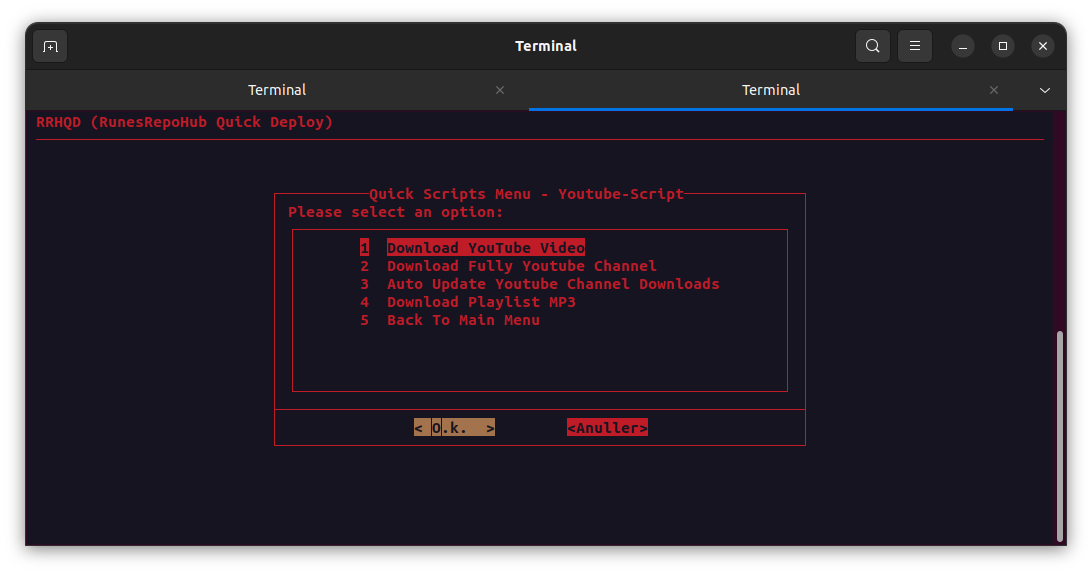 Terminal
Terminal
Terminal
RRHQD (RunesRepoHub Quick Deploy)
Quick Scripts Menu - Youtube-Script
Please select an option:
1 Download YouTube Video
2 Download Fully Youtube Channel
3 Auto Update Youtube Channel Downloads
4 Download Playlist MP3
5 Back To Main Menu
< O.k. > <Anuller>